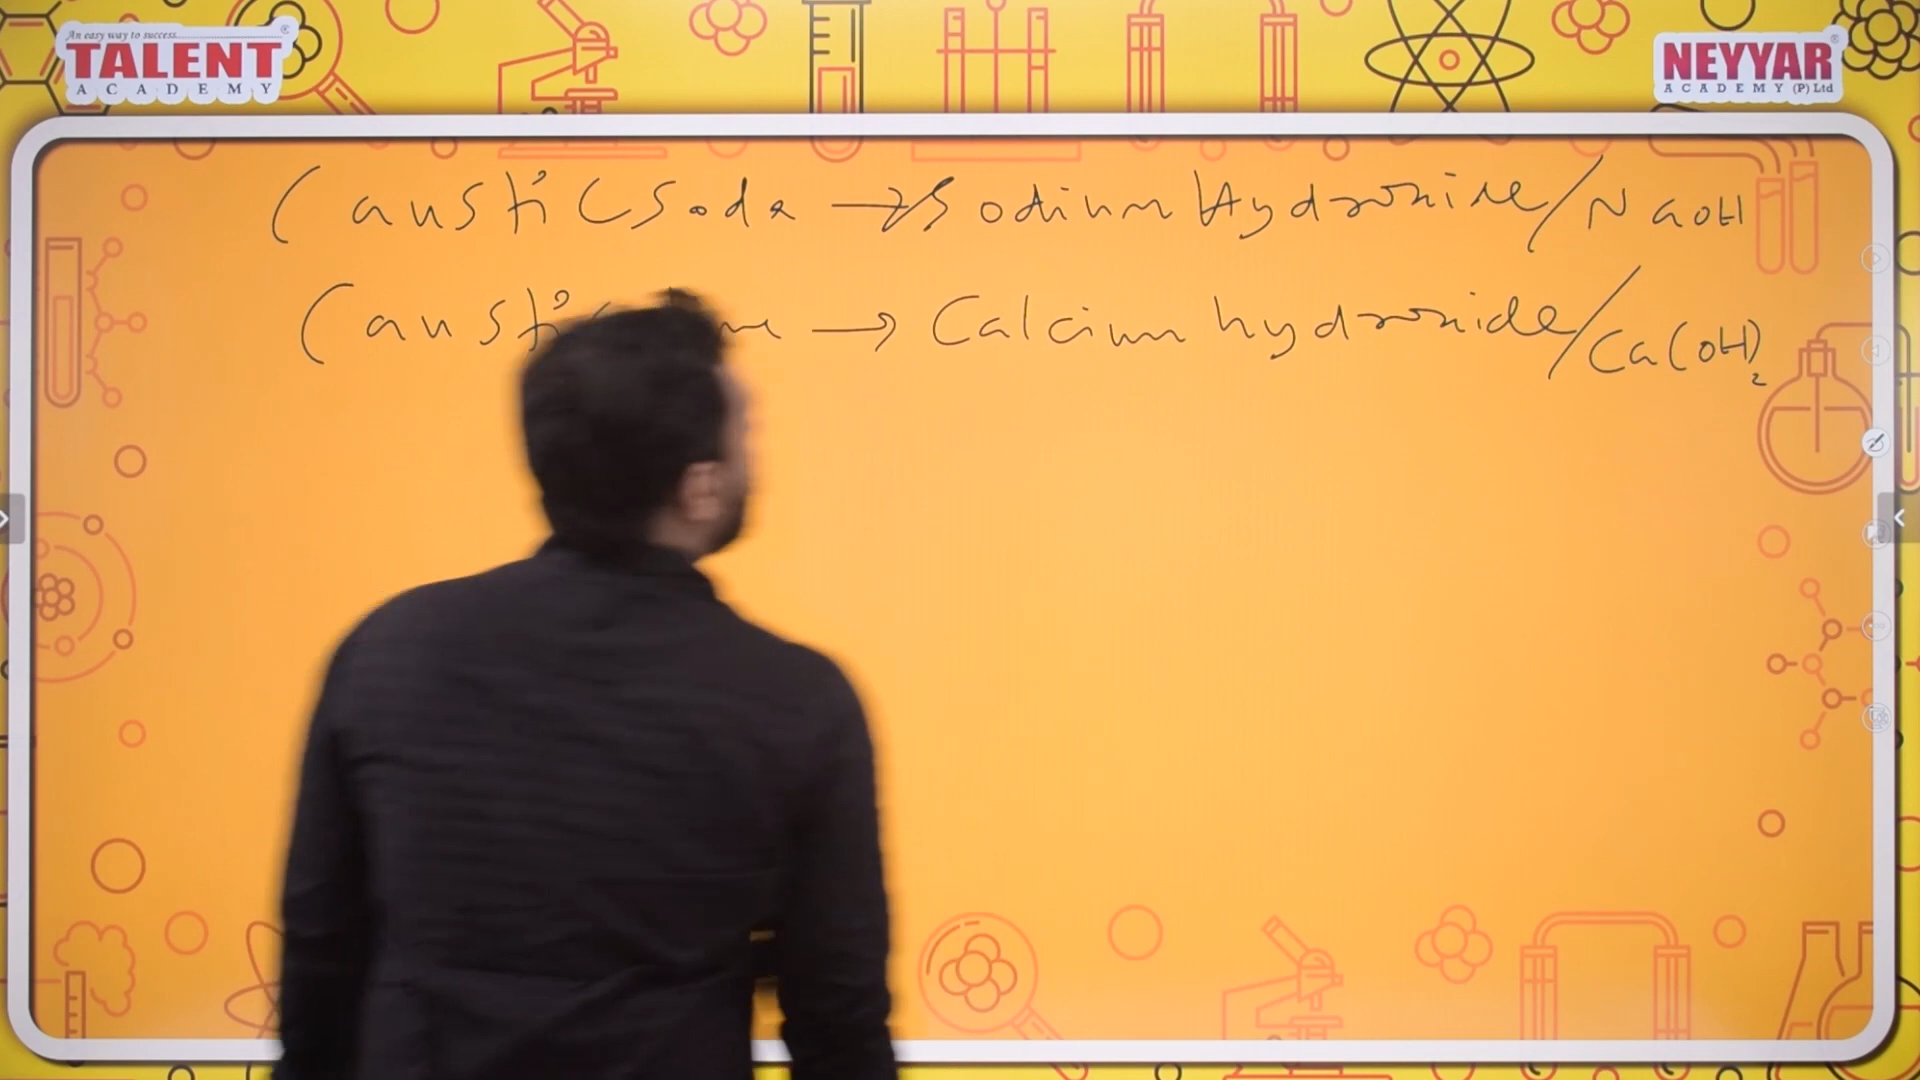 An easy way to success..........
TALENT
ACADEMY
NEYYAR
ACADEMY (P) Ltd
Caustic Soda → Sodium Hydroxide/NaOH
Caustic → Calcium hydroxide/Ca(OH)₂